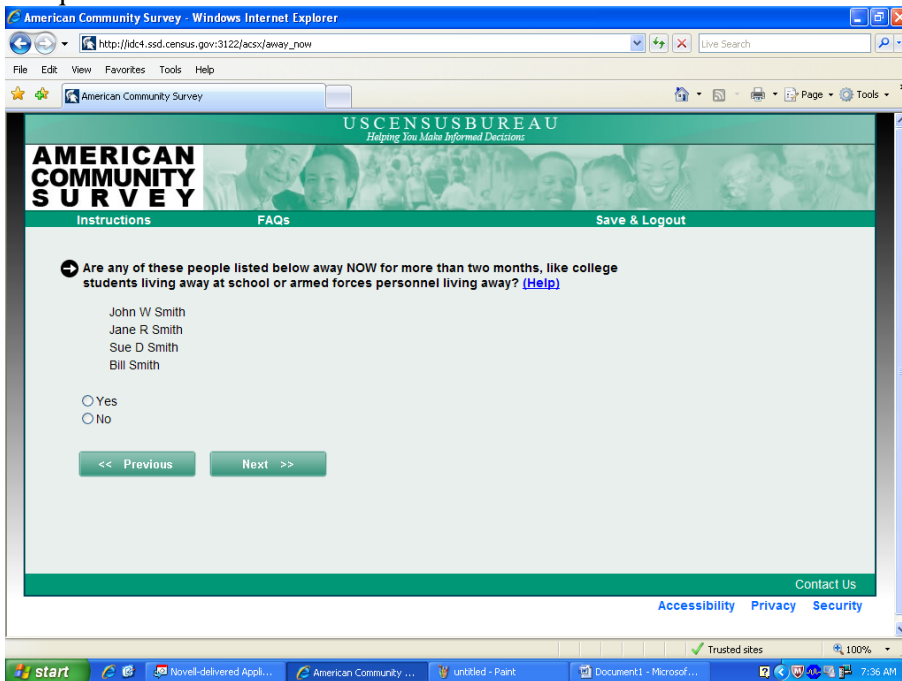 American Community Survey - Windows Internet Explorer
http://idc4.ssd.census.gov:3122/acsx/away_now
Live Search
File Edit View Favorites Tools Help
American Community Survey
Page Tools
USCENSUSBUREAU
Helping You Make Informed Decisions
AMERICAN
COMMUNITY
SURVEY
Instructions FAQs Save & Logout
Are any of these people listed below away NOW for more than two months, like college
students living away at school or armed forces personnel living away? (Help)
John W Smith
Jane R Smith
Sue D Smith
Bill Smith
Yes
No
<< Previous Next >>
Contact Us
Accessibility Privacy Security
Trusted sites 100%
start Novell-delivered Appli... American Community ... untitled - Paint Document1 - Microsof... 7:36 AM